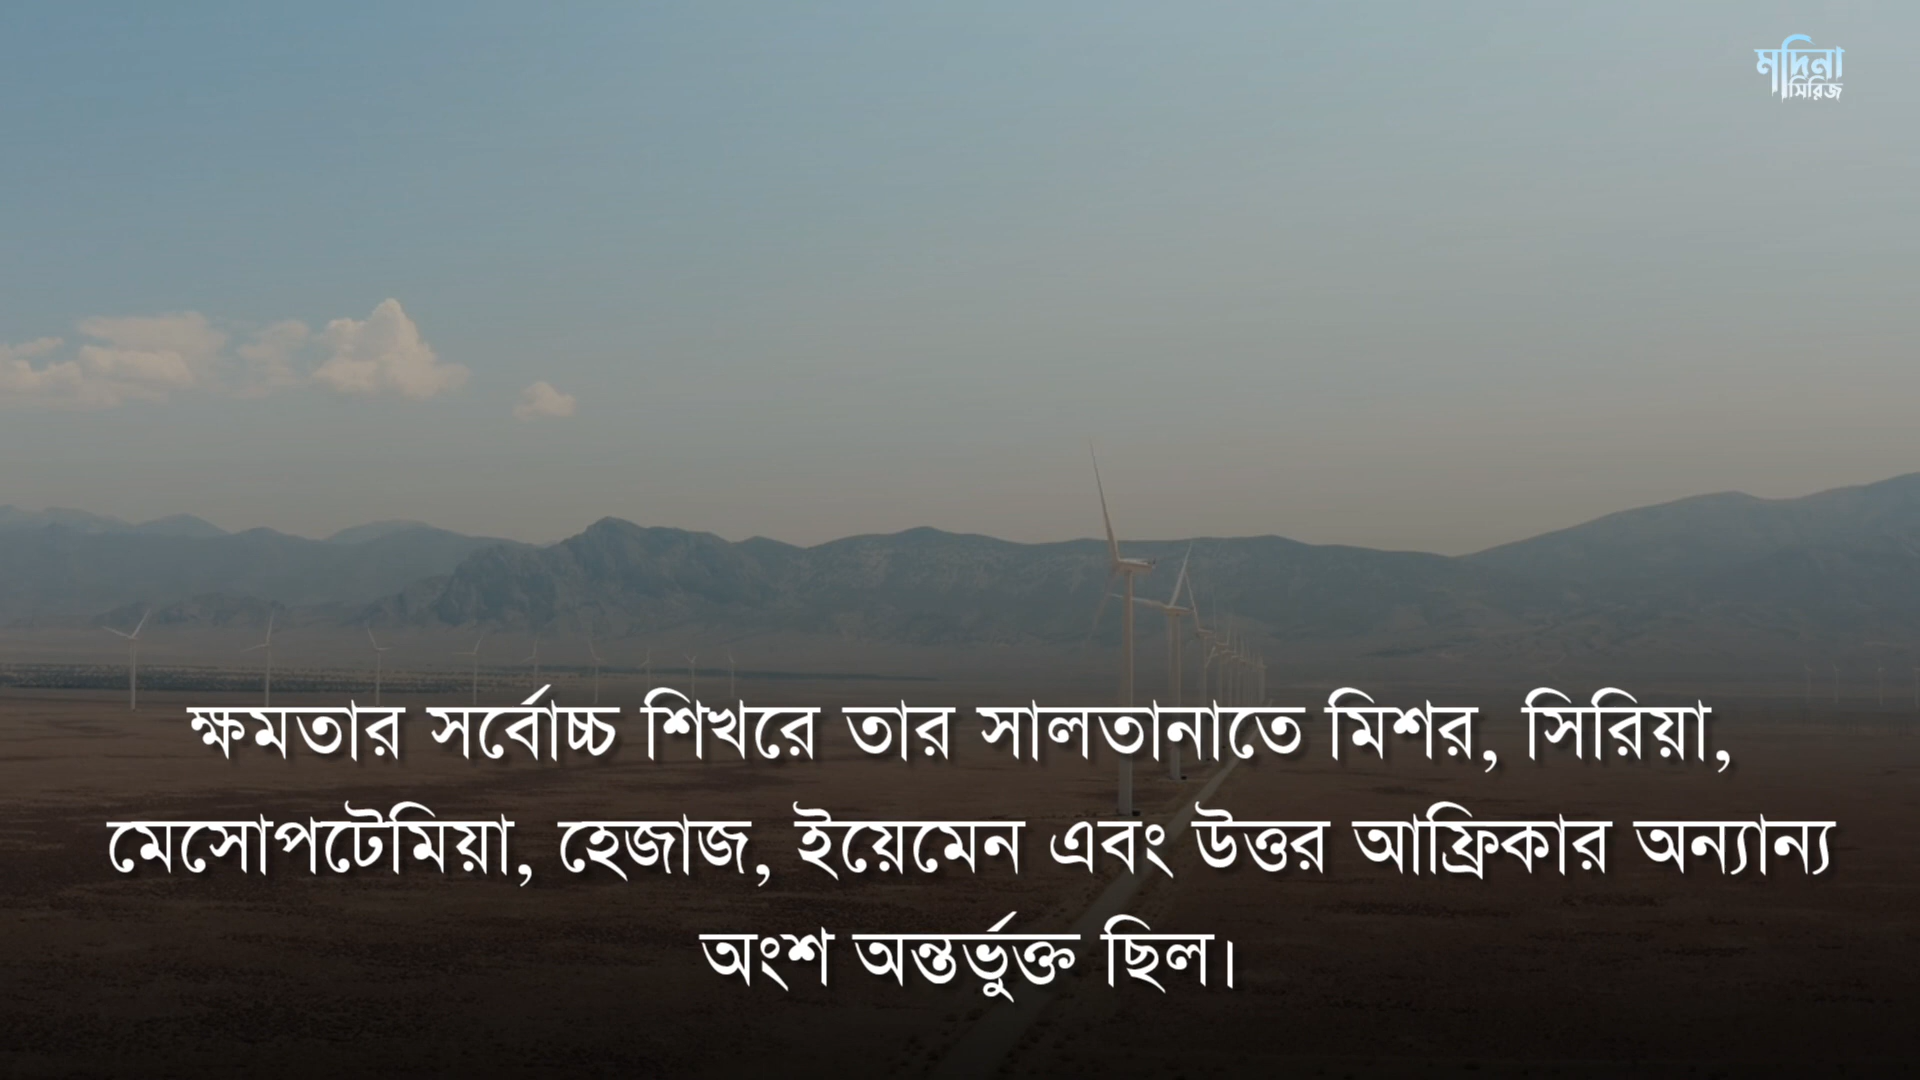 মদিনা
সিরিজ
ক্ষমতার সর্বোচ্চ শিখরে তার সালতানাতে মিশর, সিরিয়া,
মেসোপটেমিয়া, হেজাজ, ইয়েমেন এবং উত্তর আফ্রিকার অন্যান্য
অংশ অন্তর্ভুক্ত ছিল।